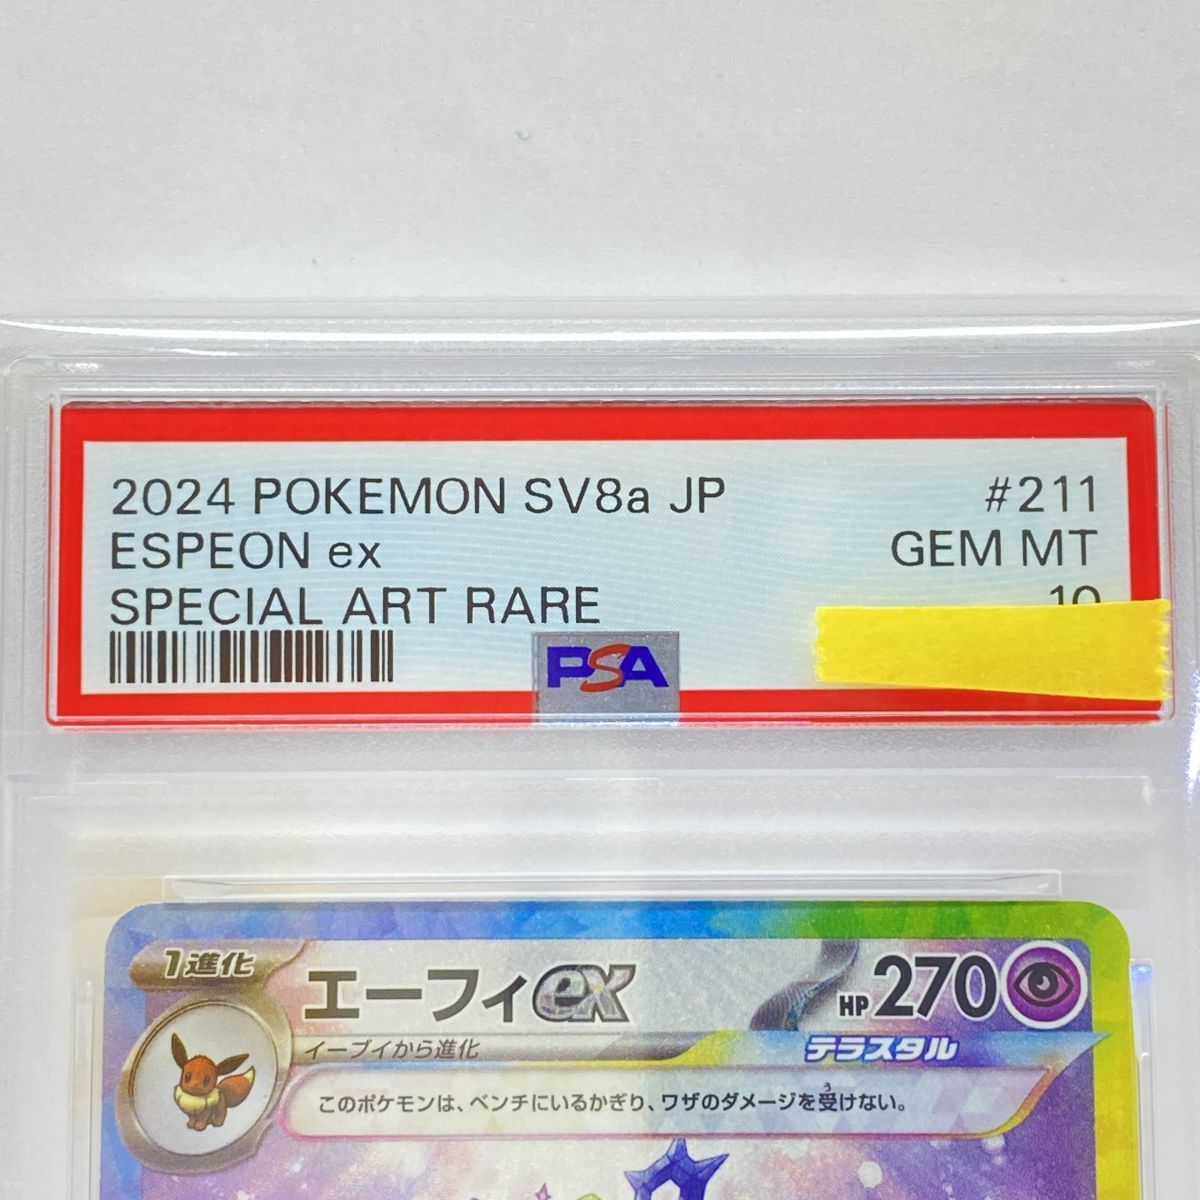 2024 POKEMON SV8a JP #211
ESPEON ex GEM MT
SPECIAL ART RARE 10
PSA
1進化 エーフィex HP270
イーブイから進化 テラスタル
このポケモンは、ベンチにいるかぎり、ワザのダメージを受けない。